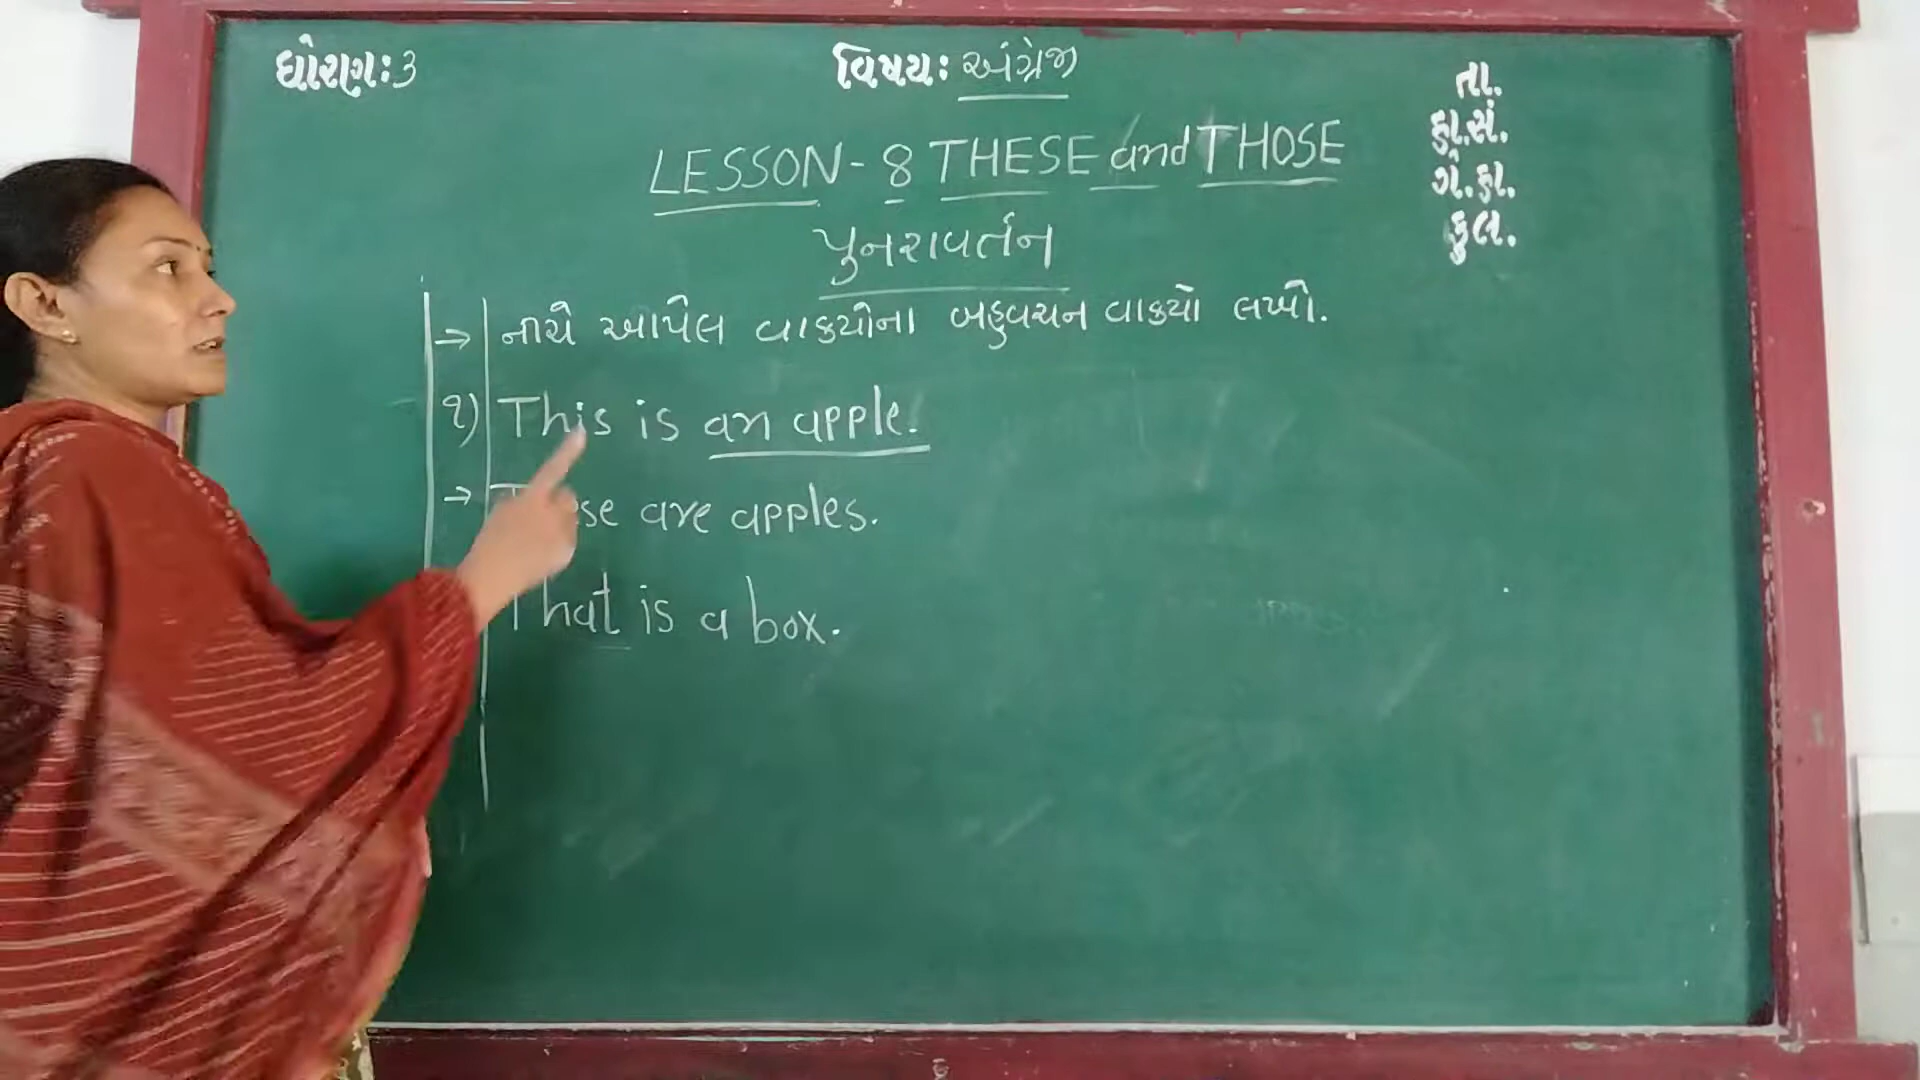 ધોરણ: 3
વિષય: અંગ્રેજી
તા.
હા.સં.
ગે.હા.
કુલ.
LESSON - 8 THESE and THOSE
પુનરાવર્તન
→ નીચે આપેલ વાક્યોના બહુવચન વાક્યો લખો.
૧) This is an apple.
→ are apples.
That is a box.